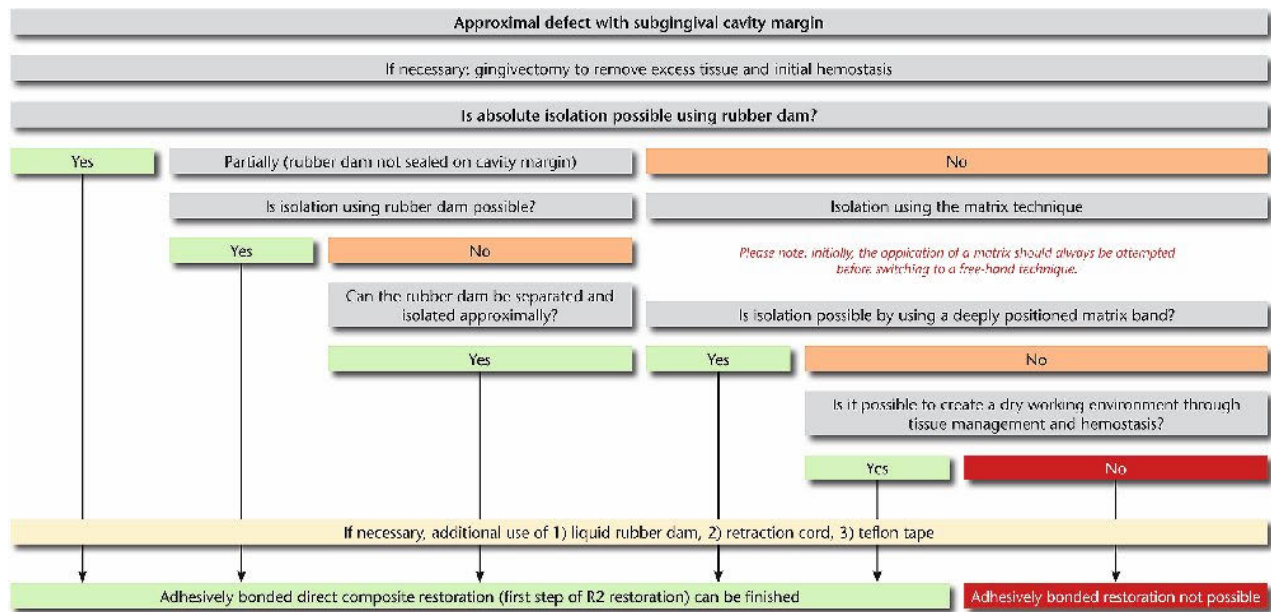 Approximal defect with subgingival cavity margin
If necessary: gingivectomy to remove excess tissue and initial hemostasis
Is absolute isolation possible using rubber dam?
Yes
Partially (rubber dam not sealed on cavity margin)
No
Is isolation using rubber dam possible?
Isolation using the matrix technique
Yes
No
Please note: initially, the application of a matrix should always be attempted
before switching to a free-hand technique.
Can the rubber dam be separated and
isolated approximally?
Is isolation possible by using a deeply positioned matrix band?
Yes
Yes
No
Is it possible to create a dry working environment through
tissue management and hemostasis?
Yes
No
If necessary, additional use of 1) liquid rubber dam, 2) retraction cord, 3) teflon tape
Adhesively bonded direct composite restoration (first step of R2 restoration) can be finished
Adhesively bonded restoration not possible